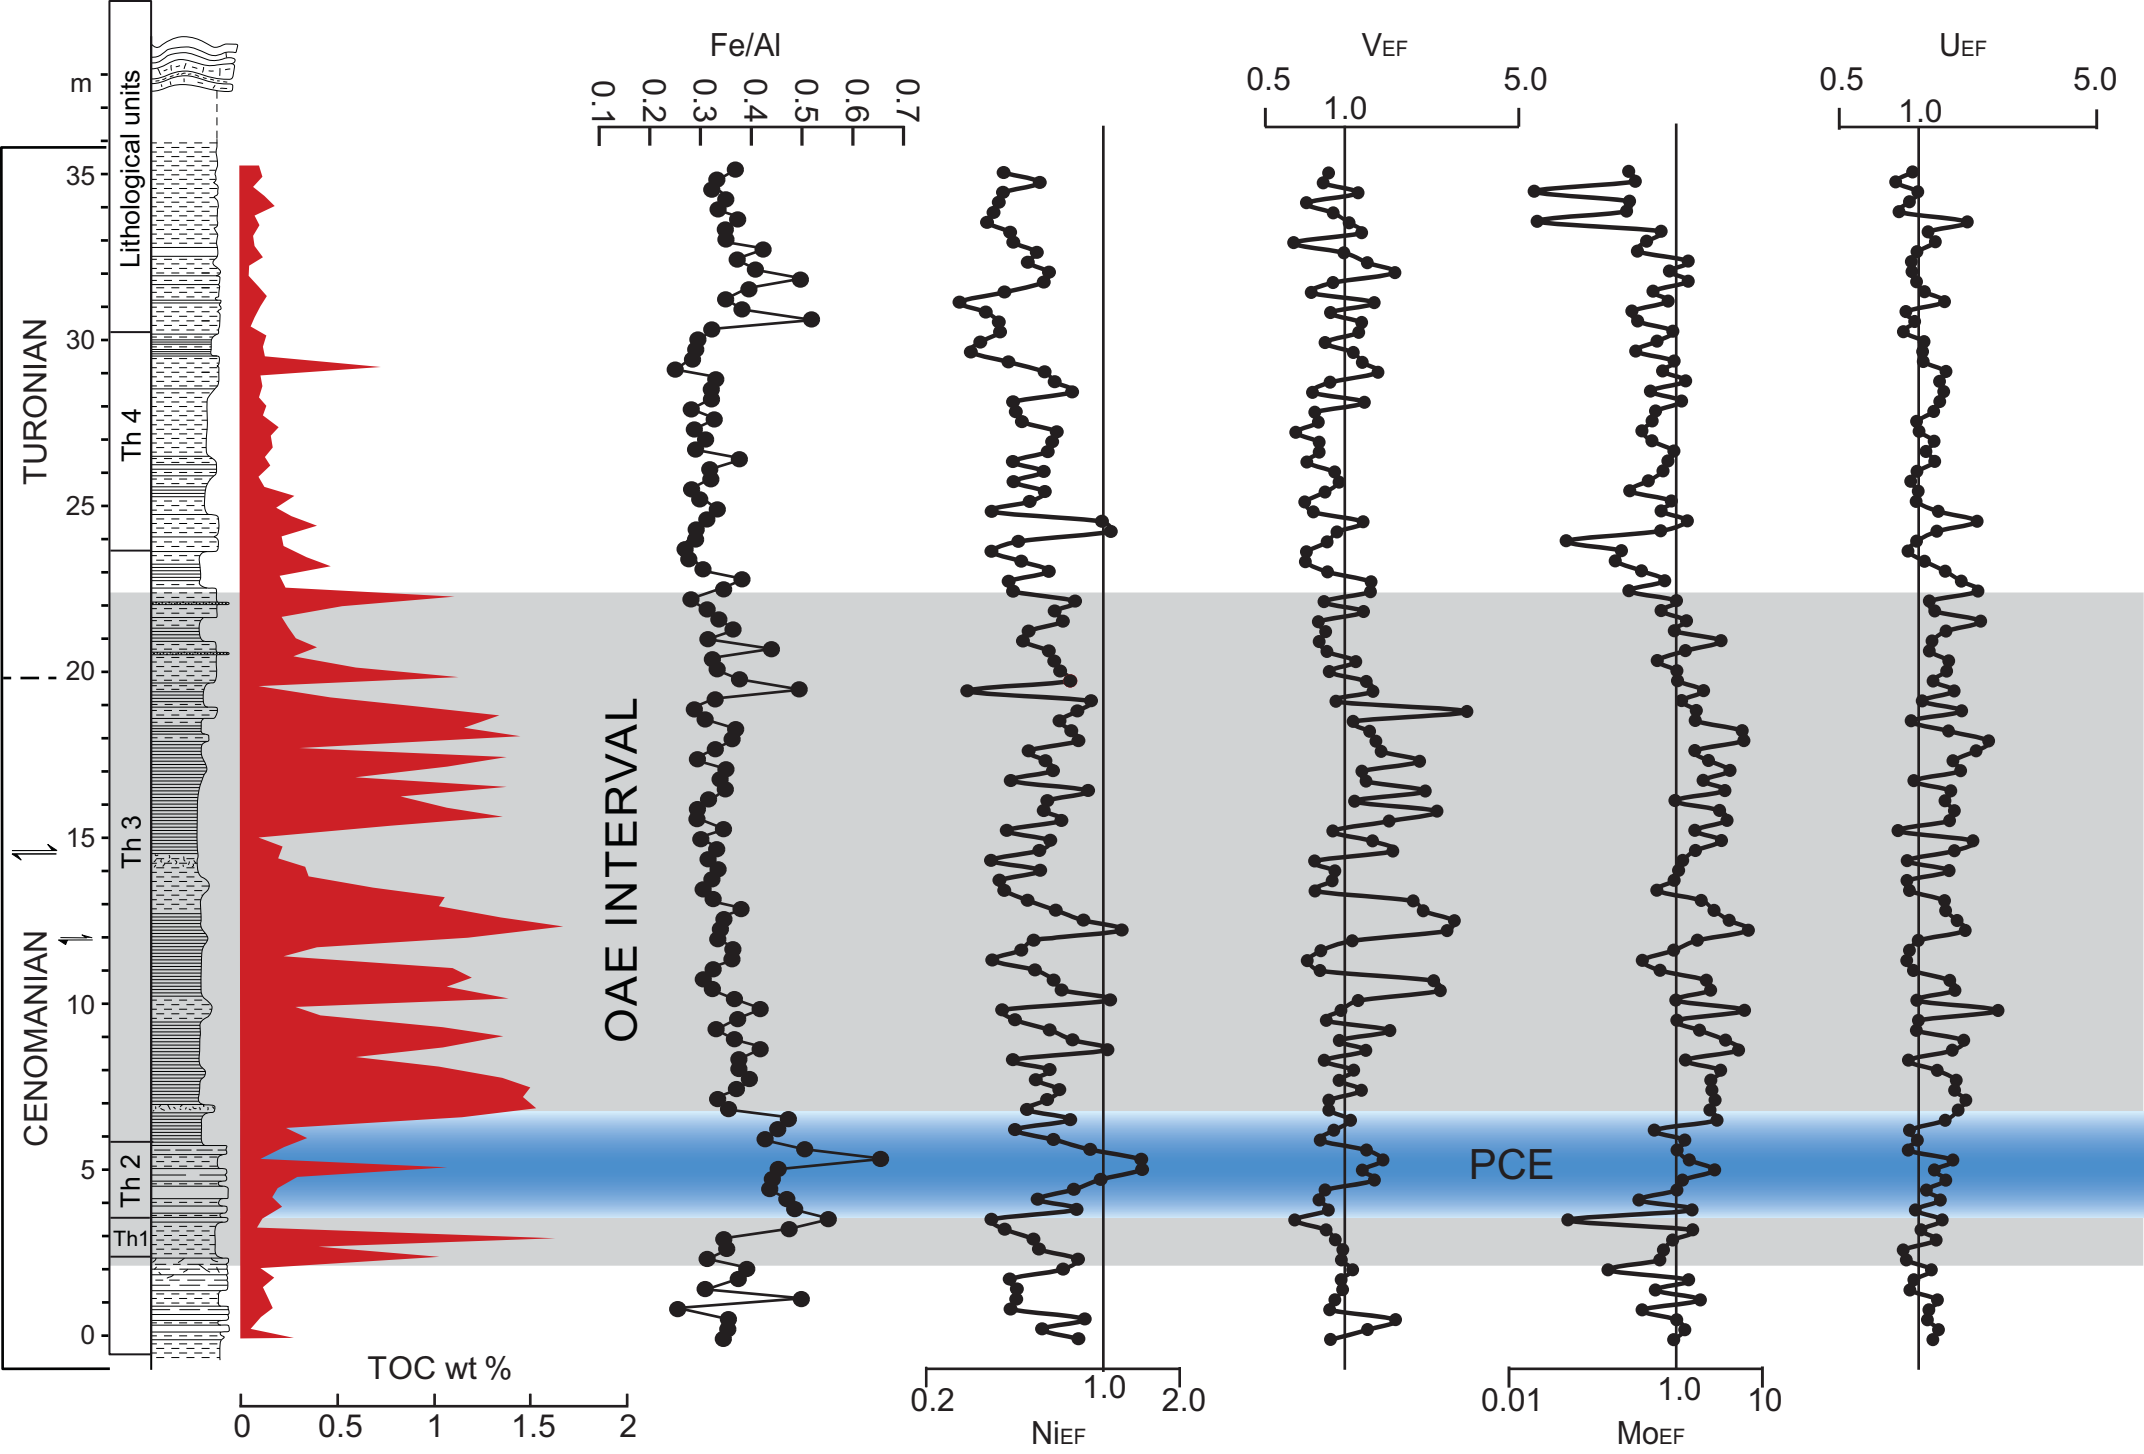 Fe/Al
VEF
UEF
0.5 5.0
0.5 5.0
1.0
1.0
0.1 0.2 0.3 0.4 0.5 0.6 0.7
m
Lithological units
35
30
25
20
15
10
5
0
TURONIAN
CENOMANIAN
Th 4
Th 3
Th 2
Th1
OAE INTERVAL
PCE
TOC wt %
0 0.5 1 1.5 2
0.2 1.0 2.0
NiEF
0.01 1.0 10
MoEF